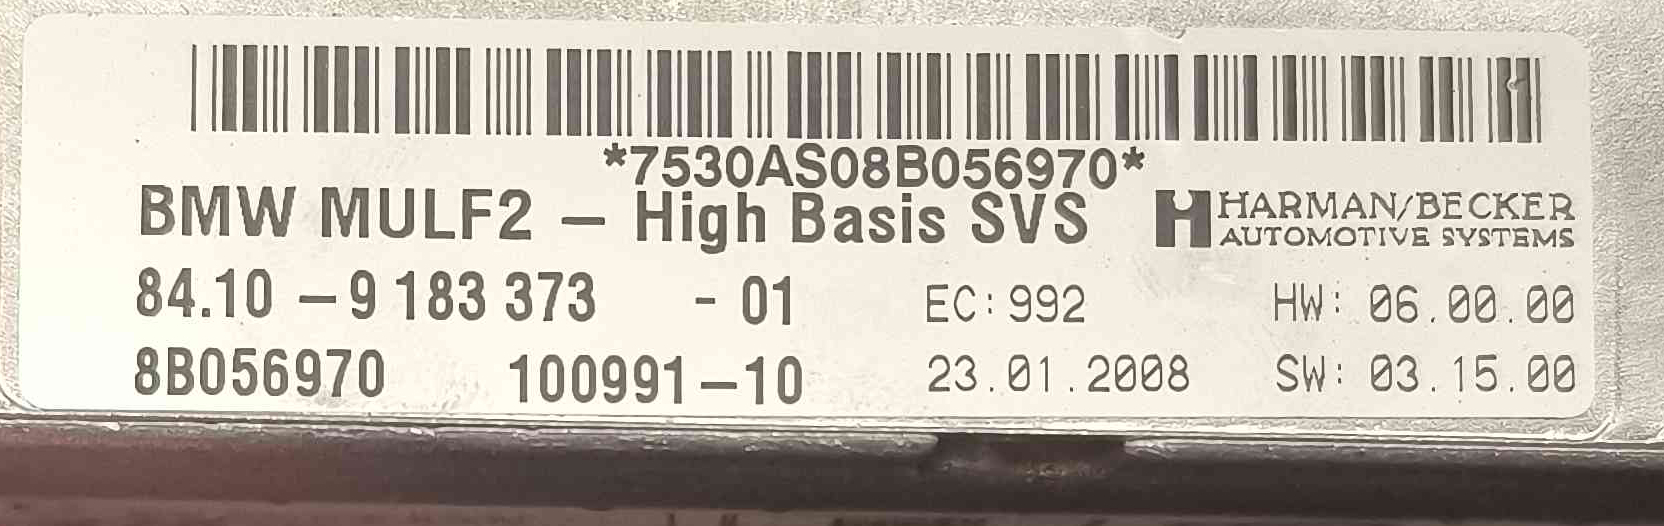 *7530AS08B056970*
BMW MULF2 – High Basis SVS HARMAN/BECKER
AUTOMOTIVE SYSTEMS
84.10 – 9 183 373 - 01 EC: 992 HW: 06.00.00
8B056970 100991–10 23.01.2008 SW: 03.15.00